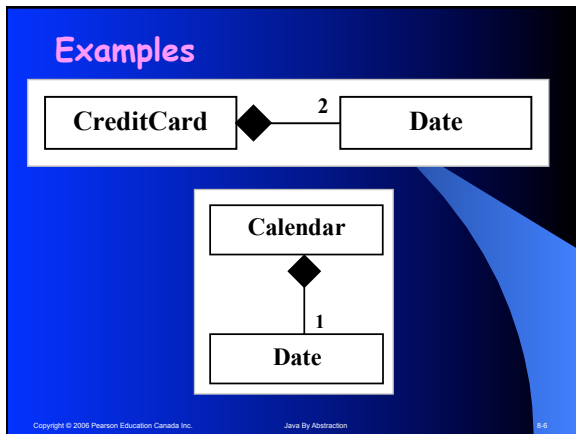 Examples
CreditCard 2 Date
Calendar
1
Date
Copyright © 2006 Pearson Education Canada Inc. Java By Abstraction 8-6